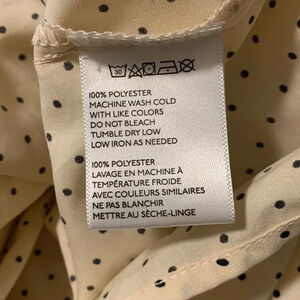 30
100% POLYESTER
MACHINE WASH COLD
WITH LIKE COLORS
DO NOT BLEACH
TUMBLE DRY LOW
LOW IRON AS NEEDED
100% POLYESTER
LAVAGE EN MACHINE À
TEMPÉRATURE FROIDE
AVEC COULEURS SIMILAIRES
NE PAS BLANCHIR
METTRE AU SÈCHE-LINGE